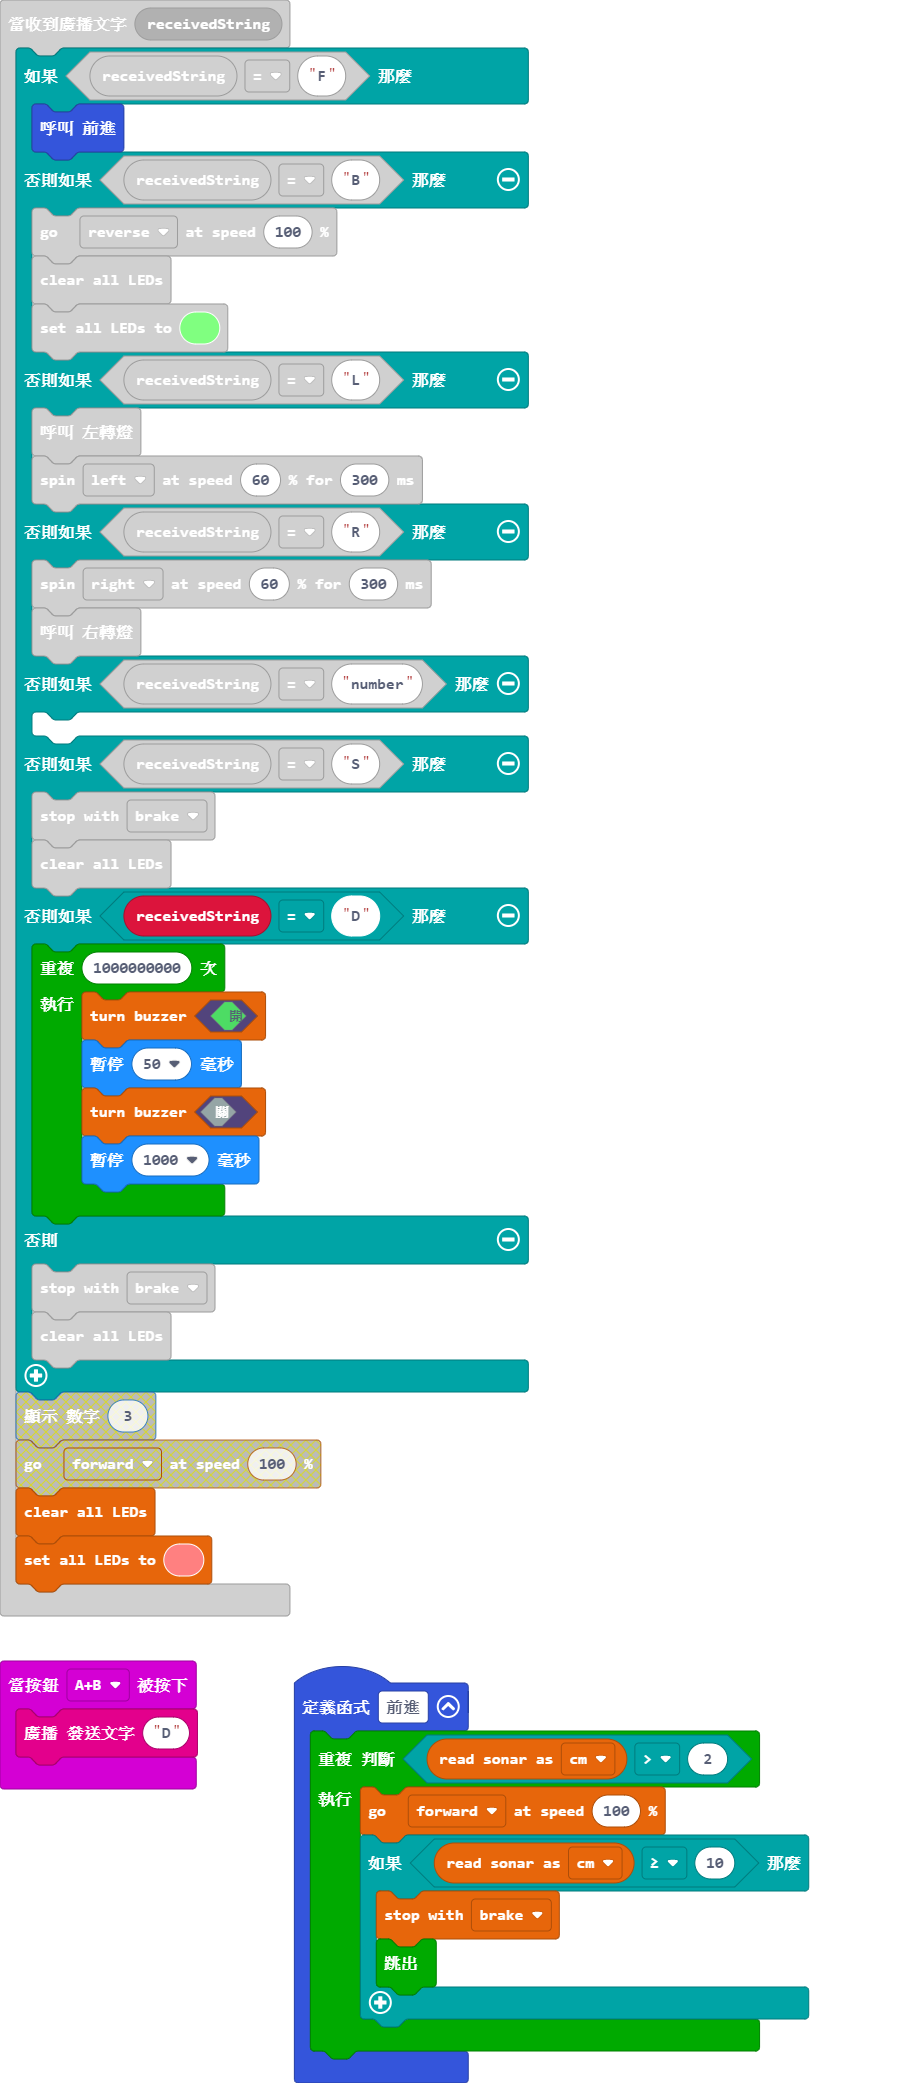 當收到廣播文字 receivedString
如果 receivedString = "F" 那麼
呼叫 前進
否則如果 receivedString = "B" 那麼
go reverse at speed 100 %
clear all LEDs
set all LEDs to
否則如果 receivedString = "L" 那麼
呼叫 左轉燈
spin left at speed 60 % for 300 ms
否則如果 receivedString = "R" 那麼
spin right at speed 60 % for 300 ms
呼叫 右轉燈
否則如果 receivedString = "number" 那麼
否則如果 receivedString = "S" 那麼
stop with brake
clear all LEDs
否則如果 receivedString = "D" 那麼
重複 1000000000 次
執行
turn buzzer 開
暫停 50 毫秒
turn buzzer 關
暫停 1000 毫秒
否則
stop with brake
clear all LEDs
顯示 數字 3
go forward at speed 100 %
clear all LEDs
set all LEDs to
當按鈕 A+B 被按下
廣播 發送文字 "D"
定義函式 前進
重複 判斷 read sonar as cm > 2
執行
go forward at speed 100 %
如果 read sonar as cm ≥ 10 那麼
stop with brake
跳出